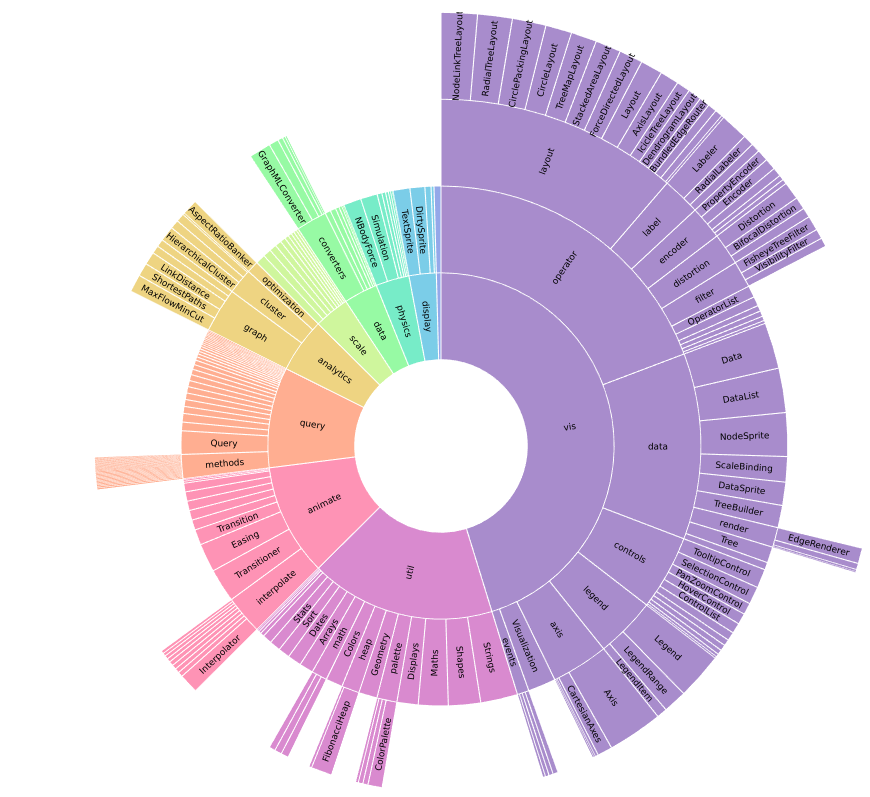 NodeLinkTreeLayout
RadialTreeLayout
CirclePackingLayout
CircleLayout
TreeMapLayout
StackedAreaLayout
ForceDirectedLayout
Layout
AxisLayout
IcicleTreeLayout
DendrogramLayout
BundledEdgeRouter
layout
Labeler
RadialLabeler
label
PropertyEncoder
Encoder
encoder
Distortion
BifocalDistortion
distortion
FisheyeTreeFilter
VisibilityFilter
filter
OperatorList
operator
Data
DataList
NodeSprite
ScaleBinding
DataSprite
TreeBuilder
render
EdgeRenderer
Tree
data
TooltipControl
SelectionControl
PanZoomControl
HoverControl
ControlList
controls
Legend
LegendRange
LegendItem
legend
Axis
CartesianAxes
axis
Visualization
events
vis
Strings
Shapes
Maths
Displays
palette
ColorPalette
Geometry
heap
FibonacciHeap
Colors
math
Arrays
Dates
Sort
Stats
util
interpolate
Interpolator
Transitioner
Easing
Transition
animate
methods
Query
query
graph
MaxFlowMinCut
ShortestPaths
LinkDistance
cluster
HierarchicalCluster
optimization
AspectRatioBanker
analytics
scale
converters
GraphMLConverter
data
NBodyForce
Simulation
physics
TextSprite
DirtySprite
display